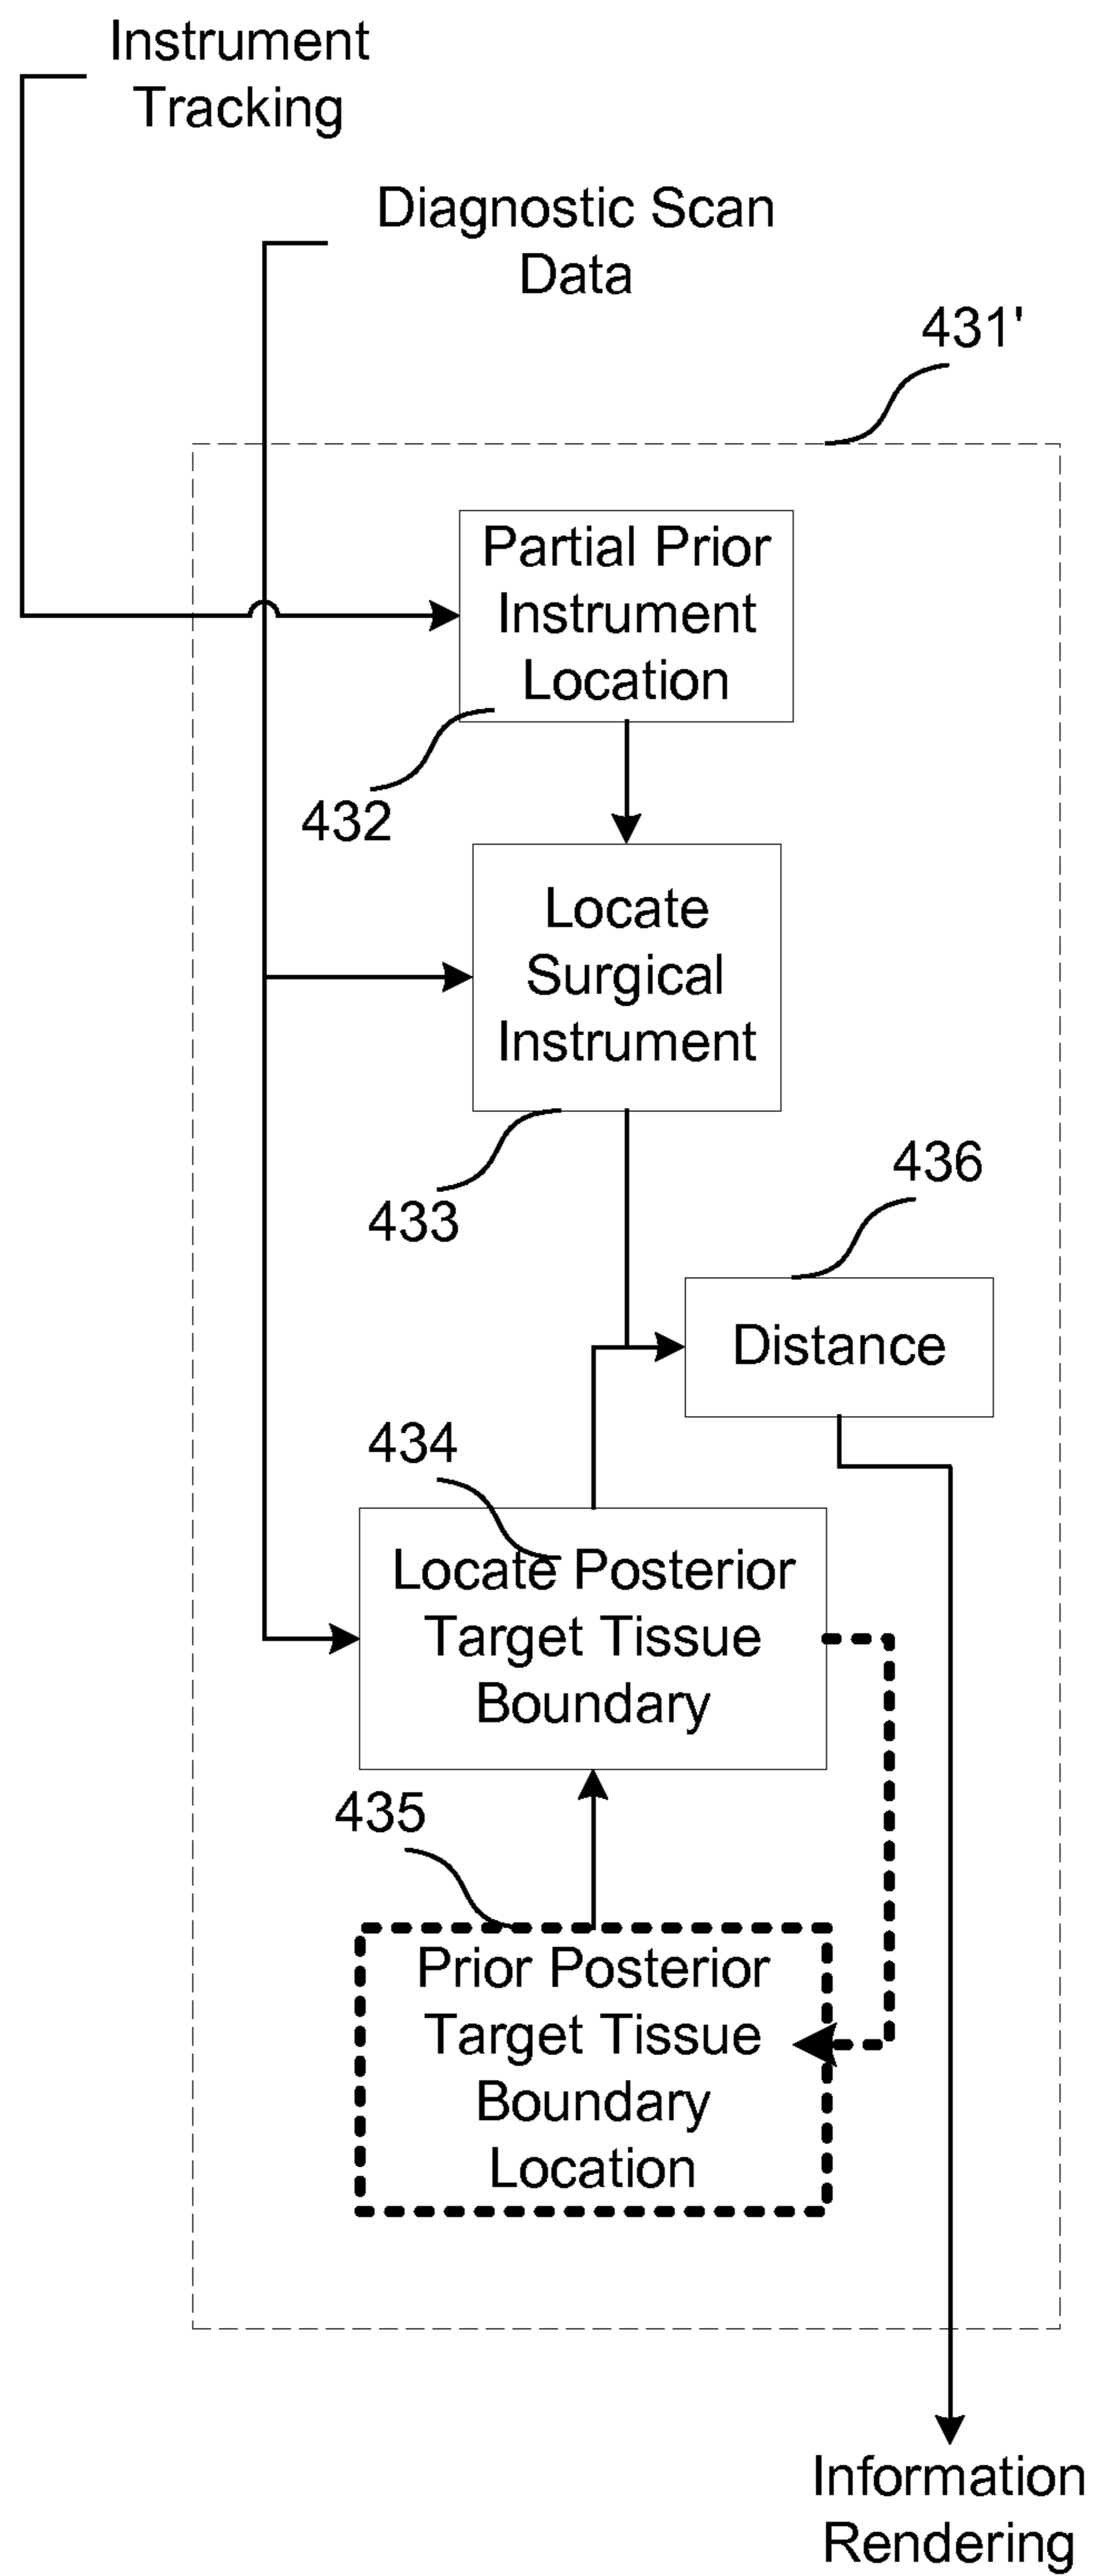 Instrument
Tracking
Diagnostic Scan
Data
431'
Partial Prior
Instrument
Location
432
Locate
Surgical
Instrument
433
436
Distance
434
Locate Posterior
Target Tissue
Boundary
435
Prior Posterior
Target Tissue
Boundary
Location
Information
Rendering